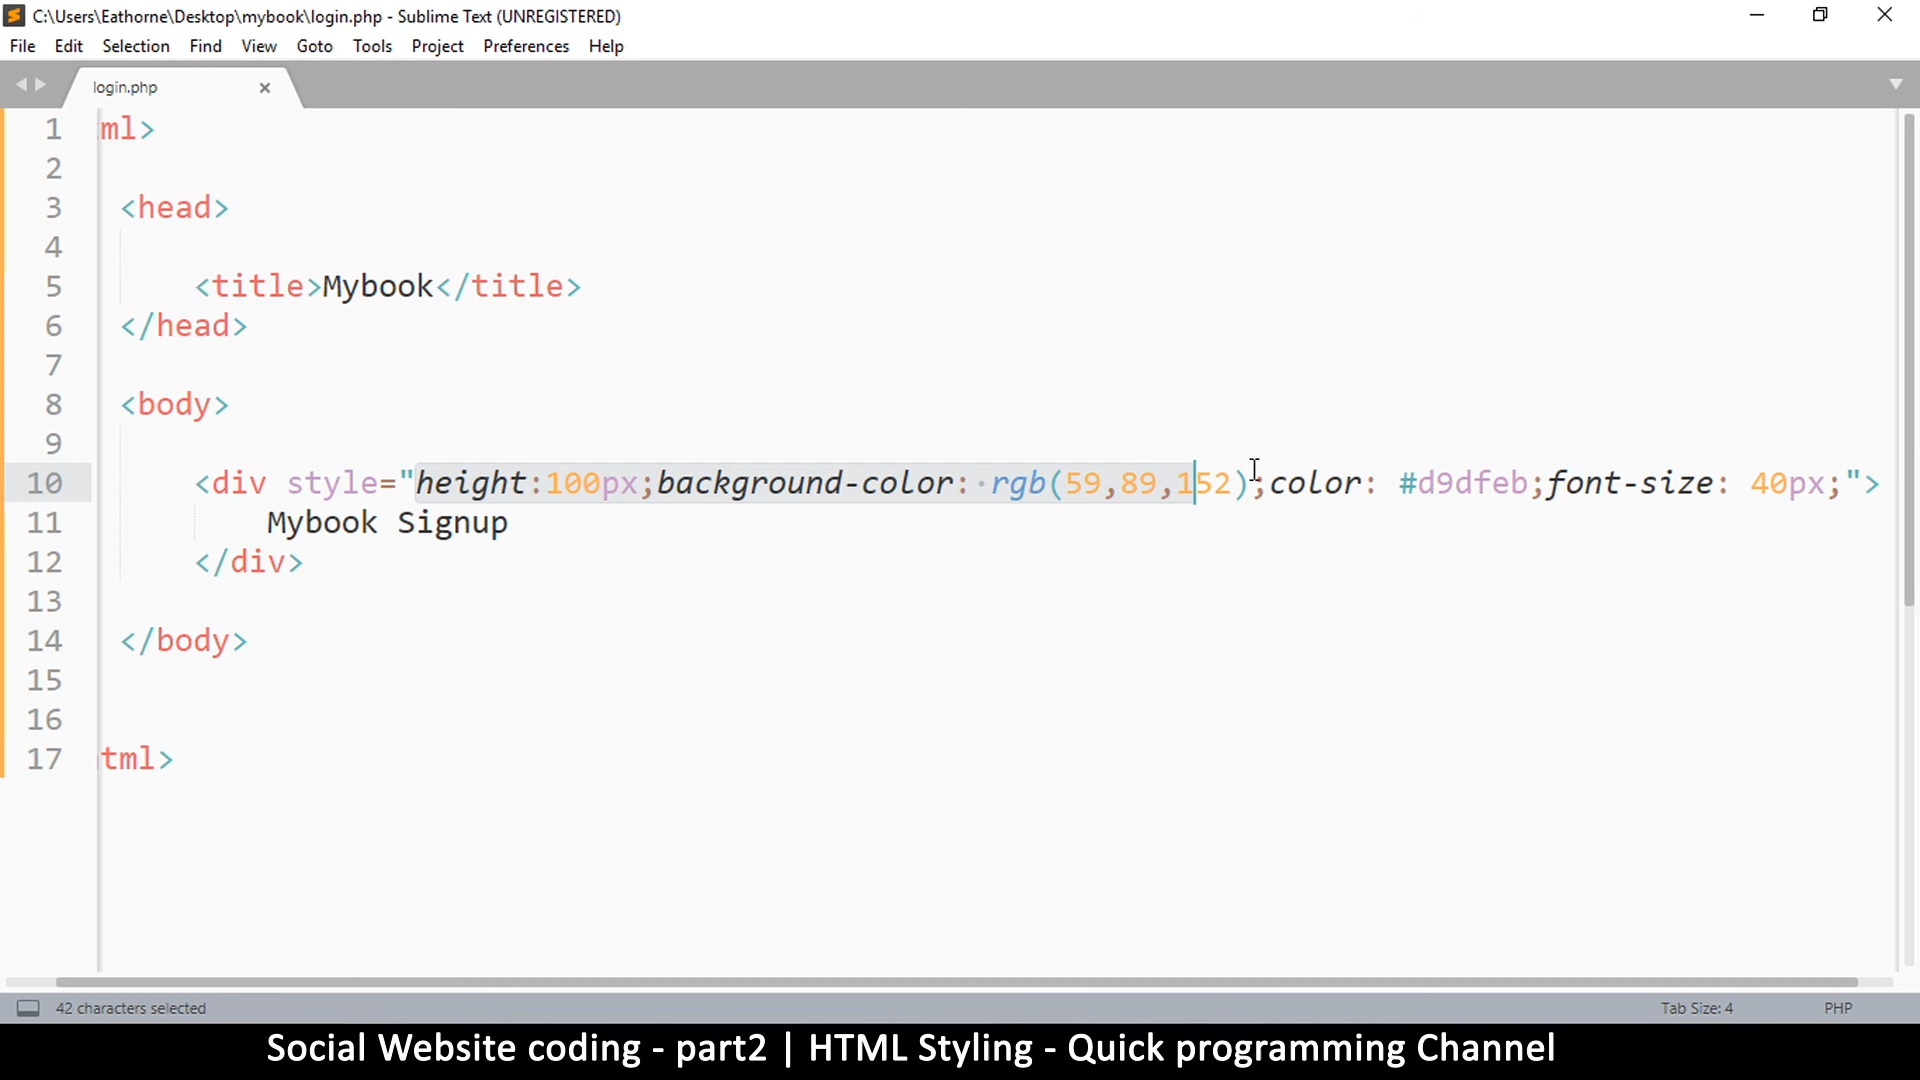 C:\Users\Eathorne\Desktop\mybook\login.php - Sublime Text (UNREGISTERED)
File Edit Selection Find View Goto Tools Project Preferences Help
login.php
1 ml>
2
3 <head>
4
5 <title>Mybook</title>
6 </head>
7
8 <body>
9
10 <div style="height:100px;background-color: rgb(59,89,152);color: #d9dfeb;font-size: 40px;">
11 Mybook Signup
12 </div>
13
14 </body>
15
16
17 tml>
42 characters selected Tab Size: 4 PHP
Social Website coding - part2 | HTML Styling - Quick programming Channel